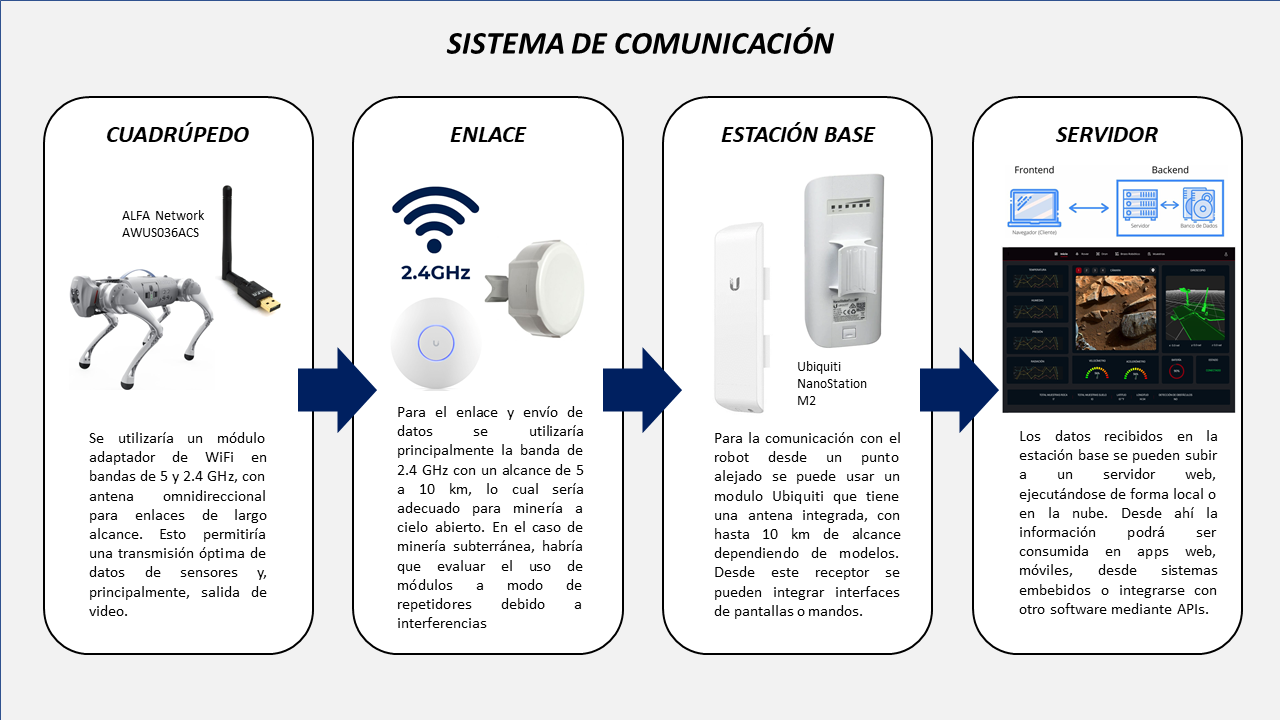 SISTEMA DE COMUNICACIÓN
CUADRÚPEDO
ALFA Network
AWUS036ACS
Se utilizaría un módulo
adaptador de WiFi en
bandas de 5 y 2.4 GHz, con
antena omnidireccional
para enlaces de largo
alcance. Esto permitiría
una transmisión óptima de
datos de sensores y,
principalmente, salida de
video.
ENLACE
2.4GHz
Para el enlace y envío de
datos se utilizaría
principalmente la banda de
2.4 GHz con un alcance de 5
a 10 km, lo cual sería
adecuado para minería a
cielo abierto. En el caso de
minería subterránea, habría
que evaluar el uso de
módulos a modo de
repetidores debido a
interferencias
ESTACIÓN BASE
Ubiquiti
NanoStation
M2
Para la comunicación con el
robot desde un punto
alejado se puede usar un
modulo Ubiquiti que tiene
una antena integrada, con
hasta 10 km de alcance
dependiendo de modelos.
Desde este receptor se
pueden integrar interfaces
de pantallas o mandos.
SERVIDOR
Frontend
Backend
Navegador (Cliente)
Servidor
Banco de Dados
Los datos recibidos en la
estación base se pueden subir
a un servidor web,
ejecutándose de forma local o
en la nube. Desde ahí la
información podrá ser
consumida en apps web,
móviles, desde sistemas
embebidos o integrarse con
otro software mediante APIs.